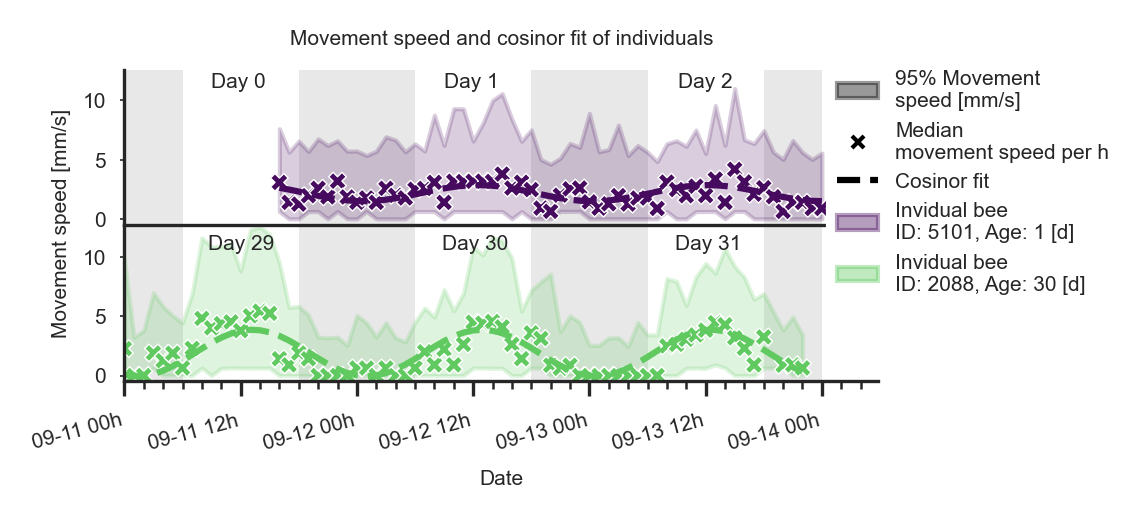 Movement speed and cosinor fit of individuals
Movement speed [mm/s]
10
5
0
Day 0
Day 1
Day 2
10
5
0
Day 29
Day 30
Day 31
09-11 00h
09-11 12h
09-12 00h
09-12 12h
09-13 00h
09-13 12h
09-14 00h
Date
95% Movement
speed [mm/s]
Median
movement speed per h
Cosinor fit
Invidual bee
ID: 5101, Age: 1 [d]
Invidual bee
ID: 2088, Age: 30 [d]